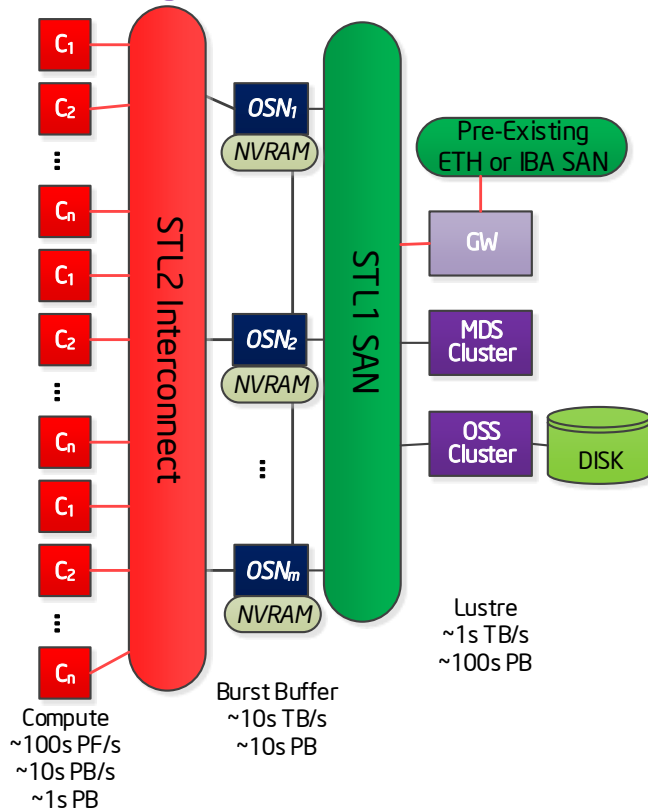 C1
C2
...
Cn
C1
C2
...
Cn
C1
C2
...
Cn
Compute
~100s PF/s
~10s PB/s
~1s PB
STL2 Interconnect
OSN1
NVRAM
OSN2
NVRAM
...
OSNm
NVRAM
Burst Buffer
~10s TB/s
~10s PB
STL1 SAN
Pre-Existing
ETH or IBA SAN
GW
MDS
Cluster
OSS
Cluster
DISK
Lustre
~1s TB/s
~100s PB